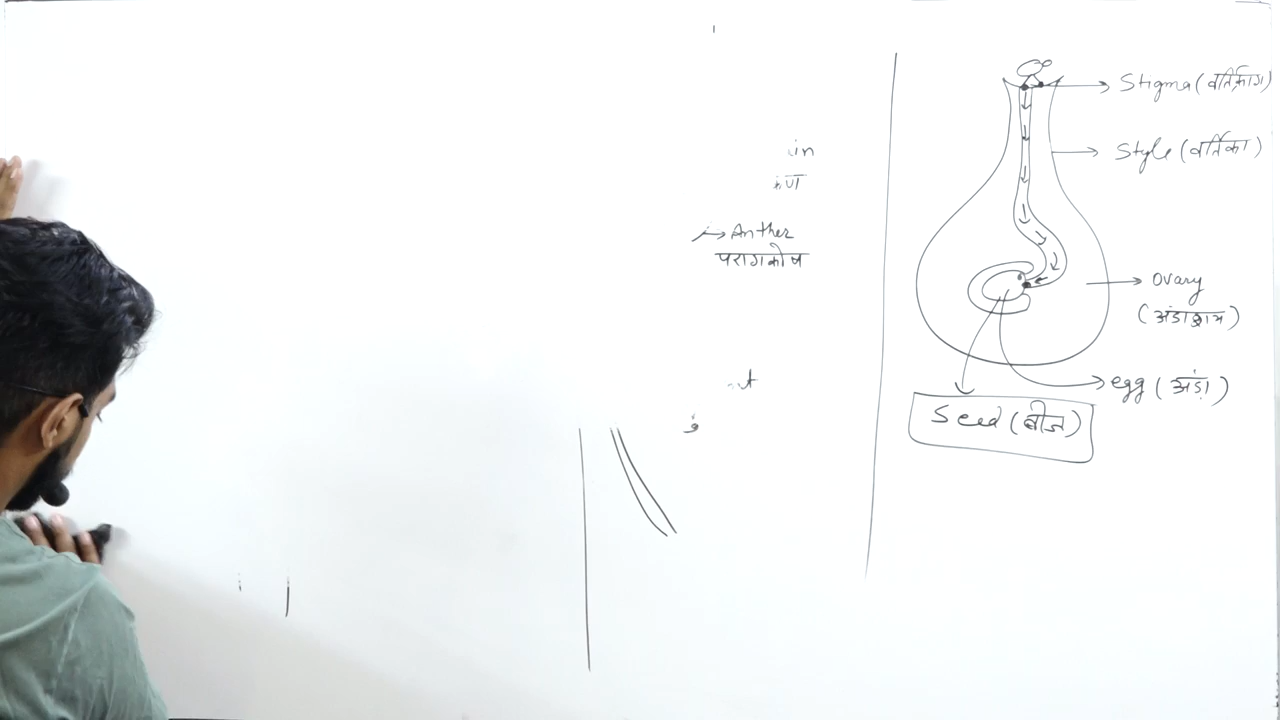 Stigma (वर्तिकाग्र)
Style (वर्तिका)
Anther
परागकोष
Ovary
(अंडाशय)
egg (अंडा)
Seed (बीज)